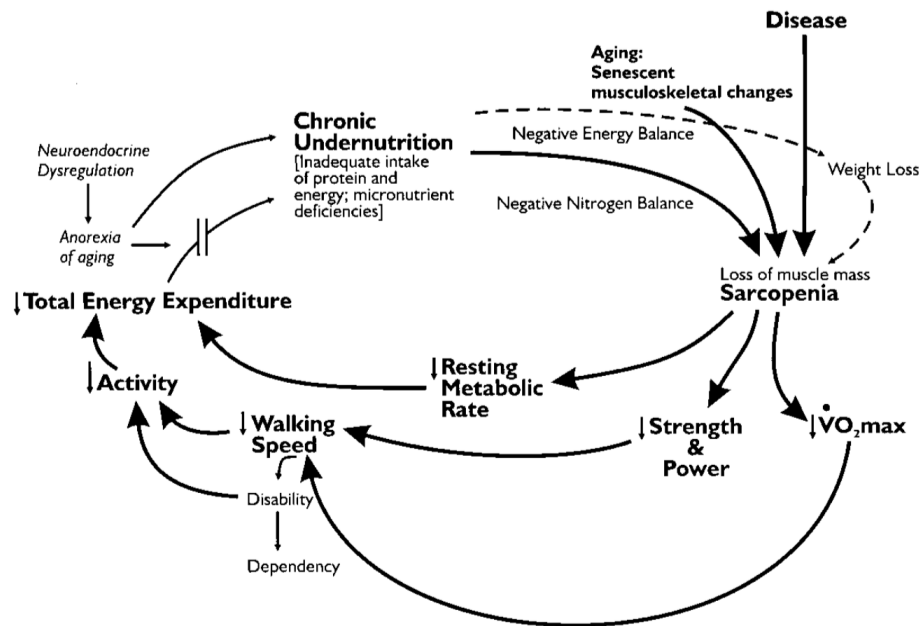 Disease
Aging:
Senescent
musculoskeletal changes
Chronic
Undernutrition
[Inadequate intake
of protein and
energy; micronutrient
deficiencies]
Negative Energy Balance
Negative Nitrogen Balance
Weight Loss
Neuroendocrine
Dysregulation
Anorexia
of aging
Loss of muscle mass
Sarcopenia
↓Total Energy Expenditure
↓Activity
↓Resting
Metabolic
Rate
↓Walking
Speed
↓Strength
&
Power
↓V̇O₂max
Disability
Dependency